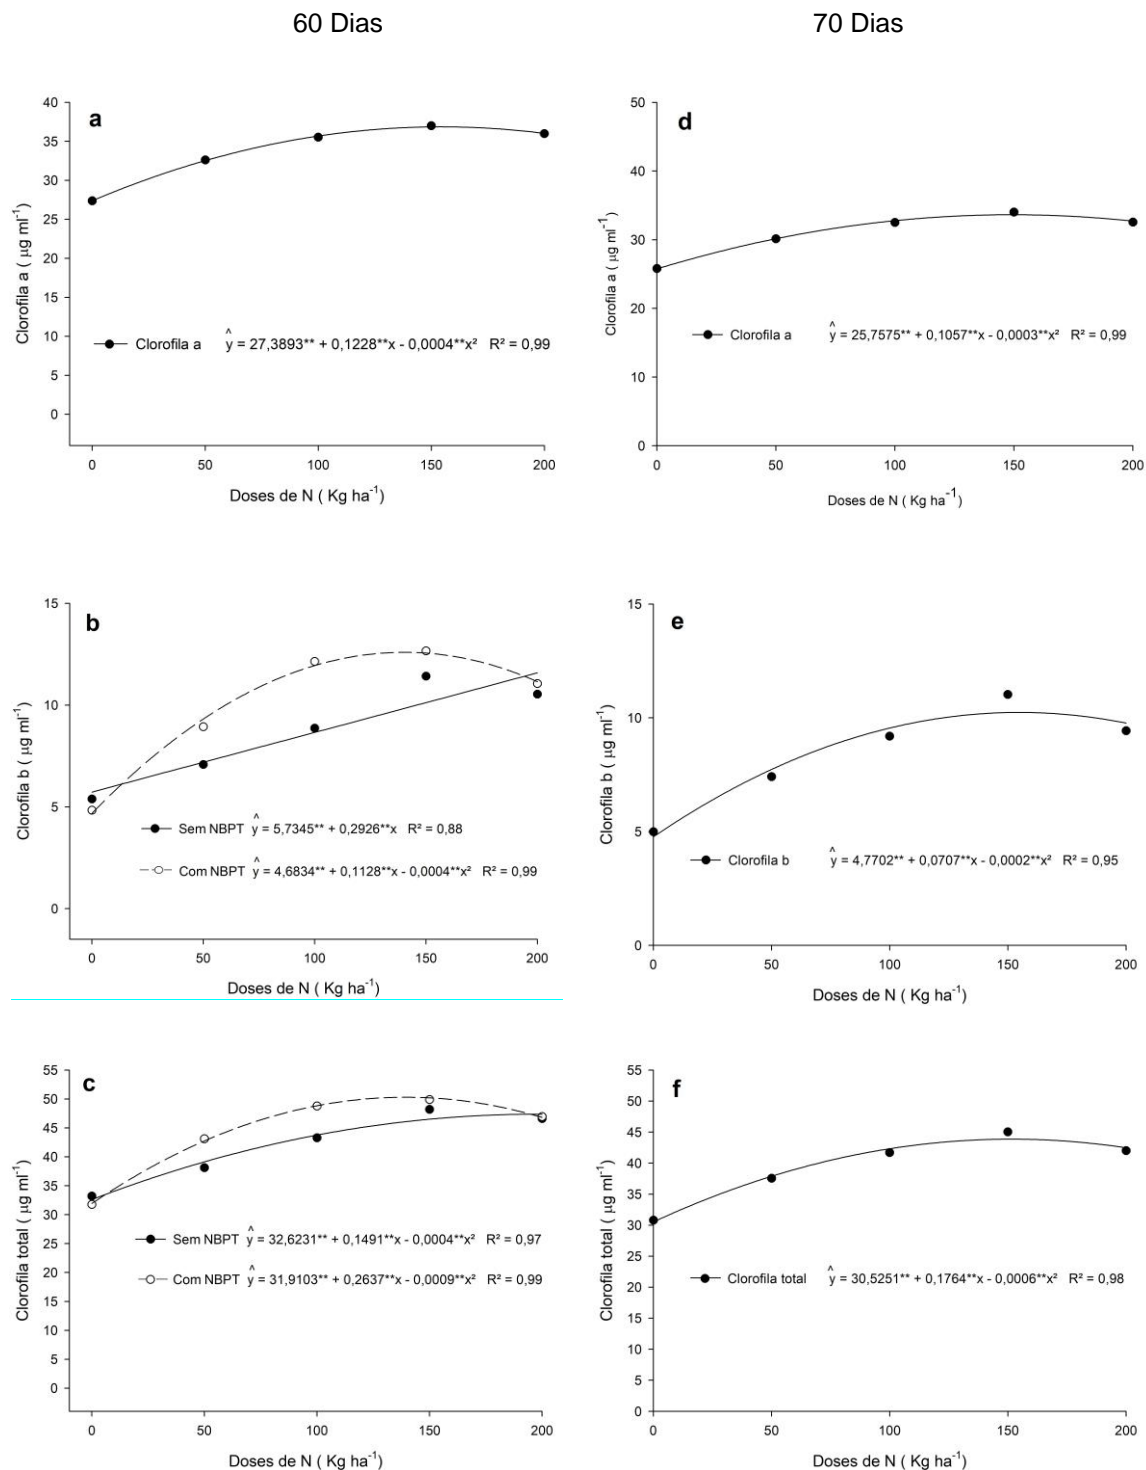 60 Dias
70 Dias
a
Clorofila a ( µg ml⁻¹)
40
35
30
25
20
15
10
5
0
Clorofila a ŷ = 27,3893** + 0,1228**x - 0,0004**x² R² = 0,99
0 50 100 150 200
Doses de N ( Kg ha⁻¹)
d
Clorofila a ( µg ml⁻¹)
50
40
30
20
10
0
Clorofila a ŷ = 25,7575** + 0,1057**x - 0,0003**x² R² = 0,99
0 50 100 150 200
Doses de N ( Kg ha⁻¹)
b
Clorofila b ( µg ml⁻¹)
15
10
5
0
Sem NBPT ŷ = 5,7345** + 0,2926**x R² = 0,88
Com NBPT ŷ = 4,6834** + 0,1128**x - 0,0004**x² R² = 0,99
0 50 100 150 200
Doses de N ( Kg ha⁻¹)
e
Clorofila b ( µg ml⁻¹)
15
10
5
0
Clorofila b ŷ = 4,7702** + 0,0707**x - 0,0002**x² R² = 0,95
0 50 100 150 200
Doses de N ( Kg ha⁻¹)
c
Clorofila total ( µg ml⁻¹)
55
50
45
40
35
30
25
20
15
10
5
0
Sem NBPT ŷ = 32,6231** + 0,1491**x - 0,0004**x² R² = 0,97
Com NBPT ŷ = 31,9103** + 0,2637**x - 0,0009**x² R² = 0,99
0 50 100 150 200
Doses de N ( Kg ha⁻¹)
f
Clorofila total ( µg ml⁻¹)
55
50
45
40
35
30
25
20
15
10
5
0
Clorofila total ŷ = 30,5251** + 0,1764**x - 0,0006**x² R² = 0,98
0 50 100 150 200
Doses de N ( Kg ha⁻¹)